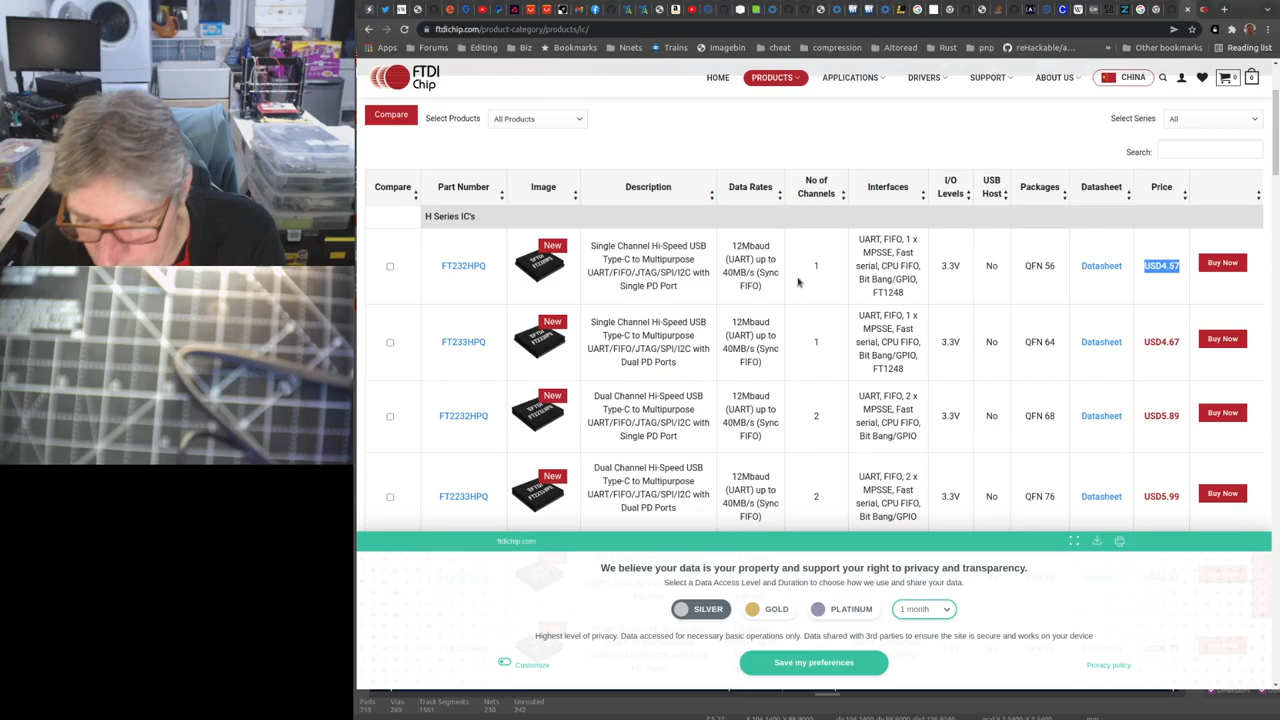 ftdichip.com/product-category/products/ic/
Apps Forums Editing Biz Bookmarks Nnets Trains Imagebin cheat compression AItoread Rust pnp remarkable/a... » Other bookmarks Reading list
FTDI Chip
HOME PRODUCTS APPLICATIONS DRIVERS SUPPORT ABOUT US CHINA 0 0
Compare Select Products All Products Select Series All
Search:
Compare Part Number Image Description Data Rates No of Channels Interfaces I/O Levels USB Host Packages Datasheet Price
H Series IC's
FT232HPQ New Single Channel Hi-Speed USB Type-C to Multipurpose UART/FIFO/JTAG/SPI/I2C with Single PD Port 12Mbaud (UART) up to 40MB/s (Sync FIFO) 1 UART, FIFO, 1 x MPSSE, Fast serial, CPU FIFO, Bit Bang/GPIO, FT1248 3.3V No QFN 56 Datasheet USD4.57 Buy Now
FT233HPQ New Single Channel Hi-Speed USB Type-C to Multipurpose UART/FIFO/JTAG/SPI/I2C with Dual PD Ports 12Mbaud (UART) up to 40MB/s (Sync FIFO) 1 UART, FIFO, 1 x MPSSE, Fast serial, CPU FIFO, Bit Bang/GPIO, FT1248 3.3V No QFN 64 Datasheet USD4.67 Buy Now
FT2232HPQ New Dual Channel Hi-Speed USB Type-C to Multipurpose UART/FIFO/JTAG/SPI/I2C with Single PD Port 12Mbaud (UART) up to 40MB/s (Sync FIFO) 2 UART, FIFO, 2 x MPSSE, Fast serial, CPU FIFO, Bit Bang/GPIO 3.3V No QFN 68 Datasheet USD5.89 Buy Now
FT2233HPQ New Dual Channel Hi-Speed USB Type-C to Multipurpose UART/FIFO/JTAG/SPI/I2C with Dual PD Ports 12Mbaud (UART) up to 40MB/s (Sync FIFO) 2 UART, FIFO, 2 x MPSSE, Fast serial, CPU FIFO, Bit Bang/GPIO 3.3V No QFN 76 Datasheet USD5.99 Buy Now
ftdichip.com
We believe your data is your property and support your right to privacy and transparency.
Select a Data Access Level and Duration to choose how we use and share your data.
SILVER GOLD PLATINUM 1 month
Highest level of privacy. Data accessed for necessary basic operations only. Data shared with 3rd parties to ensure the site is secure and works on your device
Customize Save my preferences Privacy policy
Pads Vias Track Segments Nets Unrouted
719 269 1561 230 242